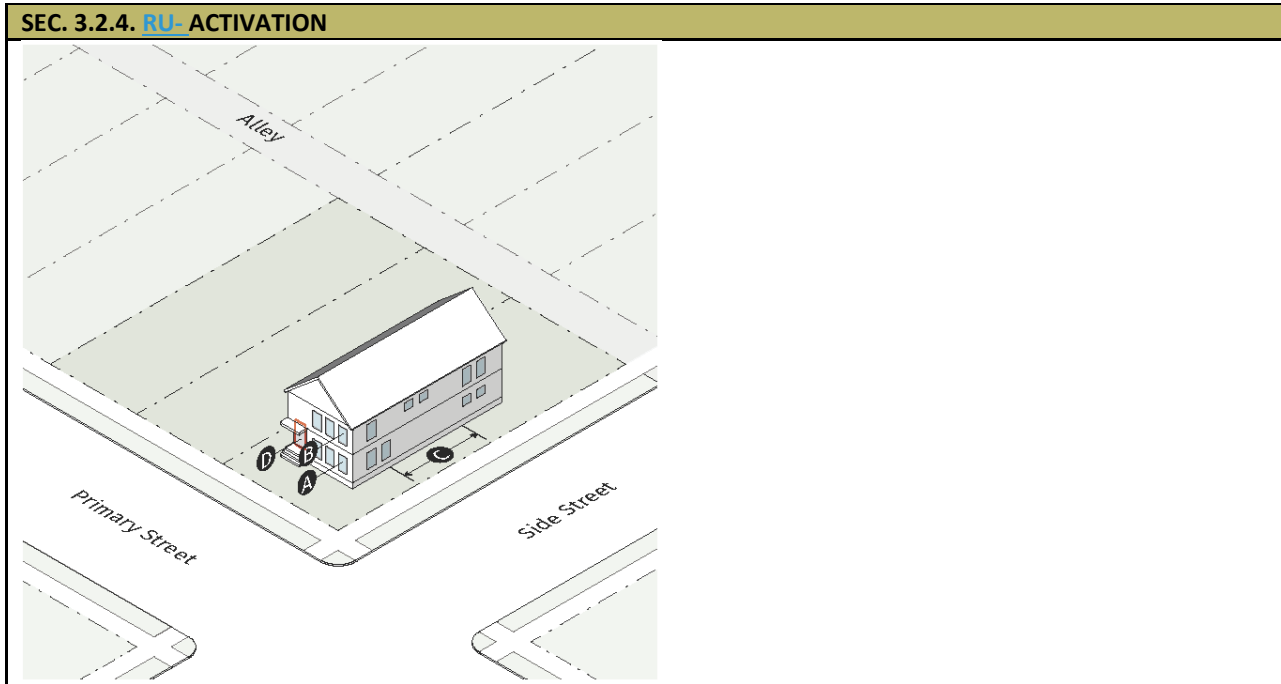 SEC. 3.2.4. RU- ACTIVATION
Alley
D
B
A
C
Primary Street
Side Street